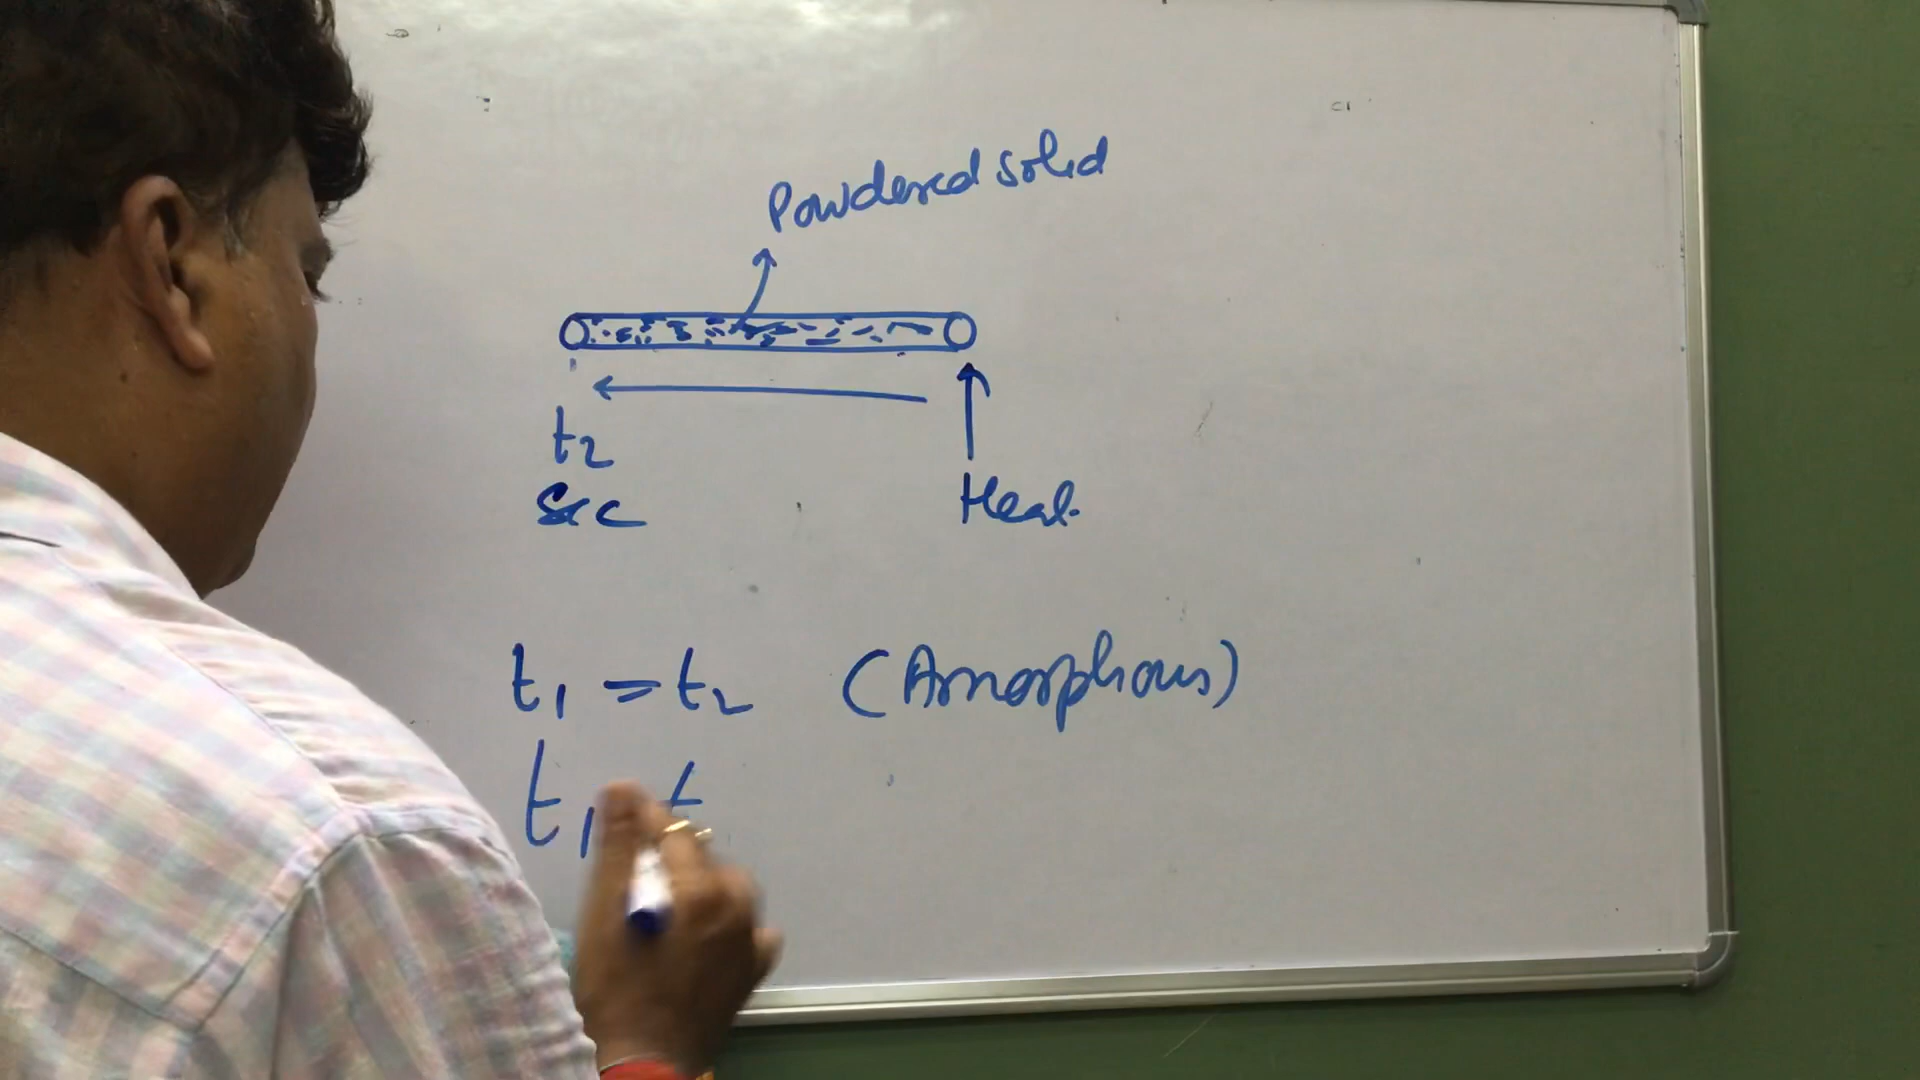 Powdered solid
t2
Sec
Heat
t1 = t2 (Amorphous)
t1 t